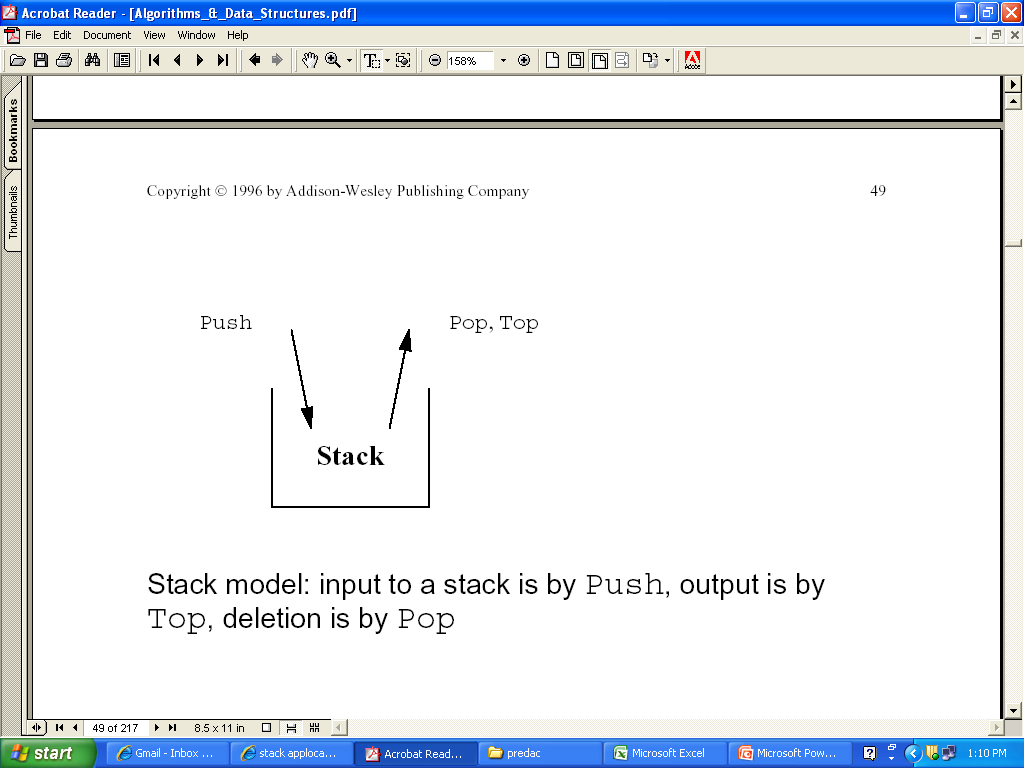 Acrobat Reader - [Algorithms_&_Data_Structures.pdf]
File Edit Document View Window Help
158%
Adobe
Bookmarks
Thumbnails
Copyright © 1996 by Addison-Wesley Publishing Company 49
Push Pop, Top
Stack
Stack model: input to a stack is by Push, output is by
Top, deletion is by Pop
49 of 217 8.5 x 11 in
start Gmail - Inbox ... stack apploca... Acrobat Read... predac Microsoft Excel Microsoft Pow... 1:10 PM